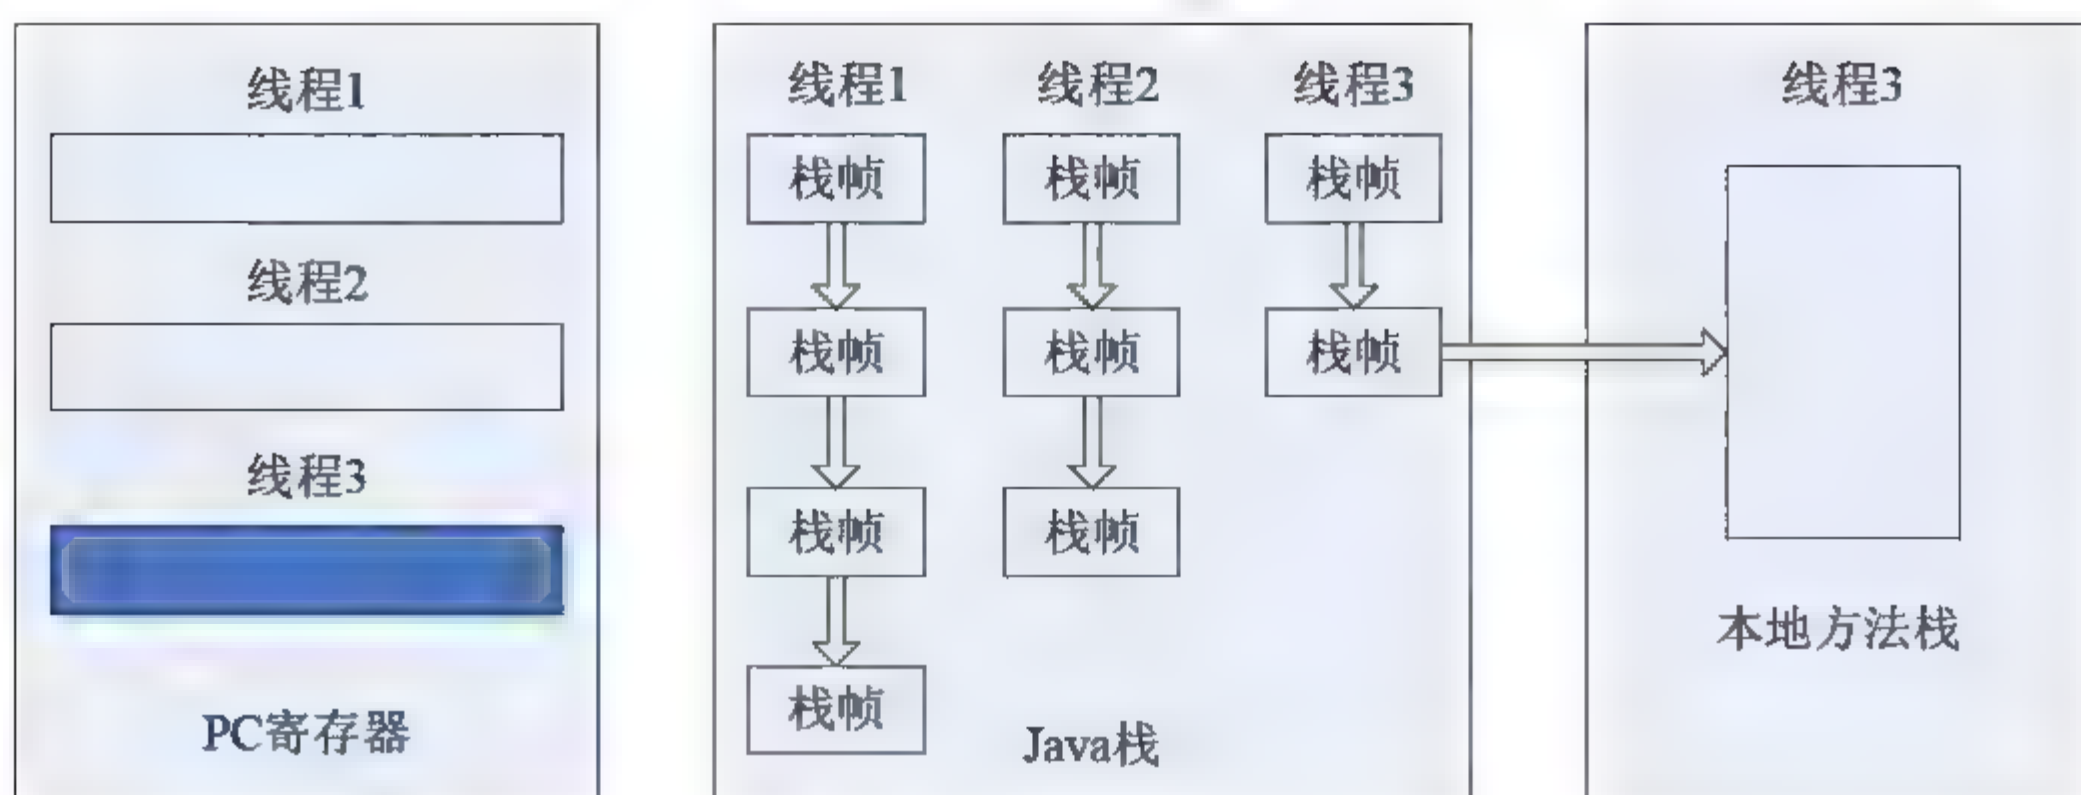 线程1
线程2
线程3
PC寄存器
线程1 线程2 线程3
栈帧 栈帧 栈帧
栈帧 栈帧 栈帧
栈帧 栈帧
栈帧
Java栈
线程3
本地方法栈